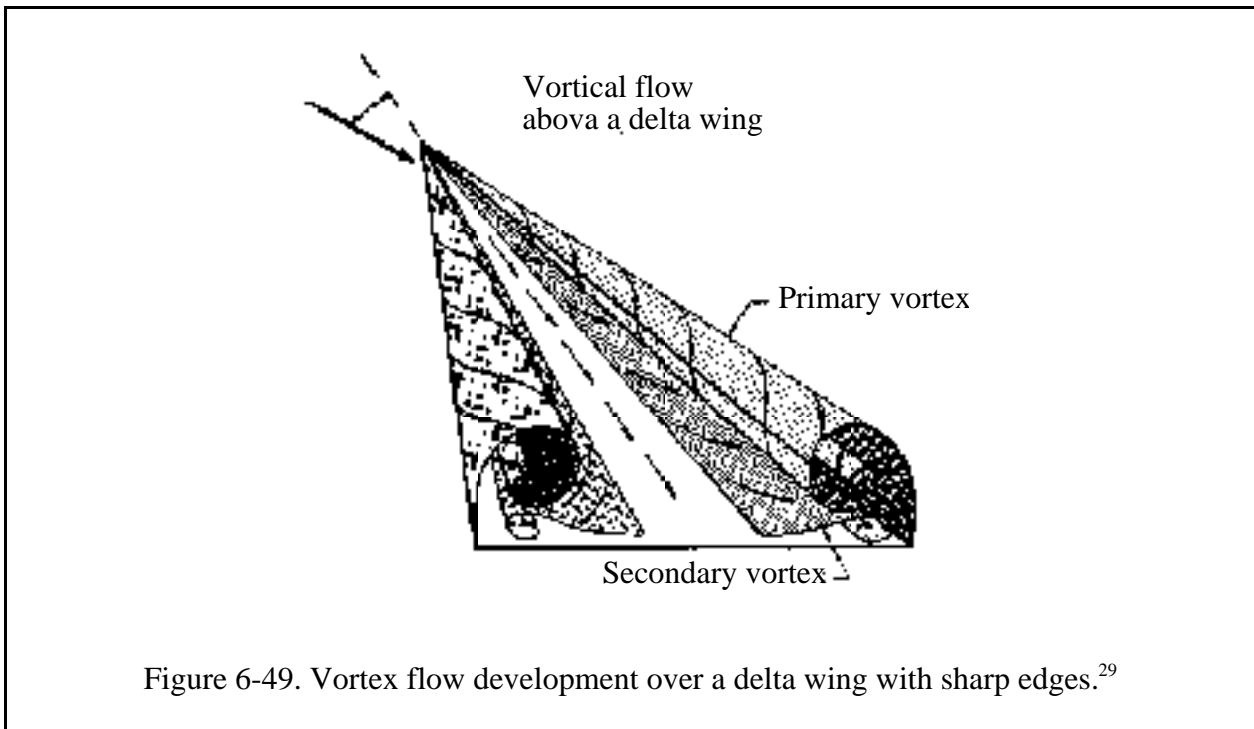 Vortical flow
abova a delta wing
Primary vortex
Secondary vortex
Figure 6-49. Vortex flow development over a delta wing with sharp edges.29